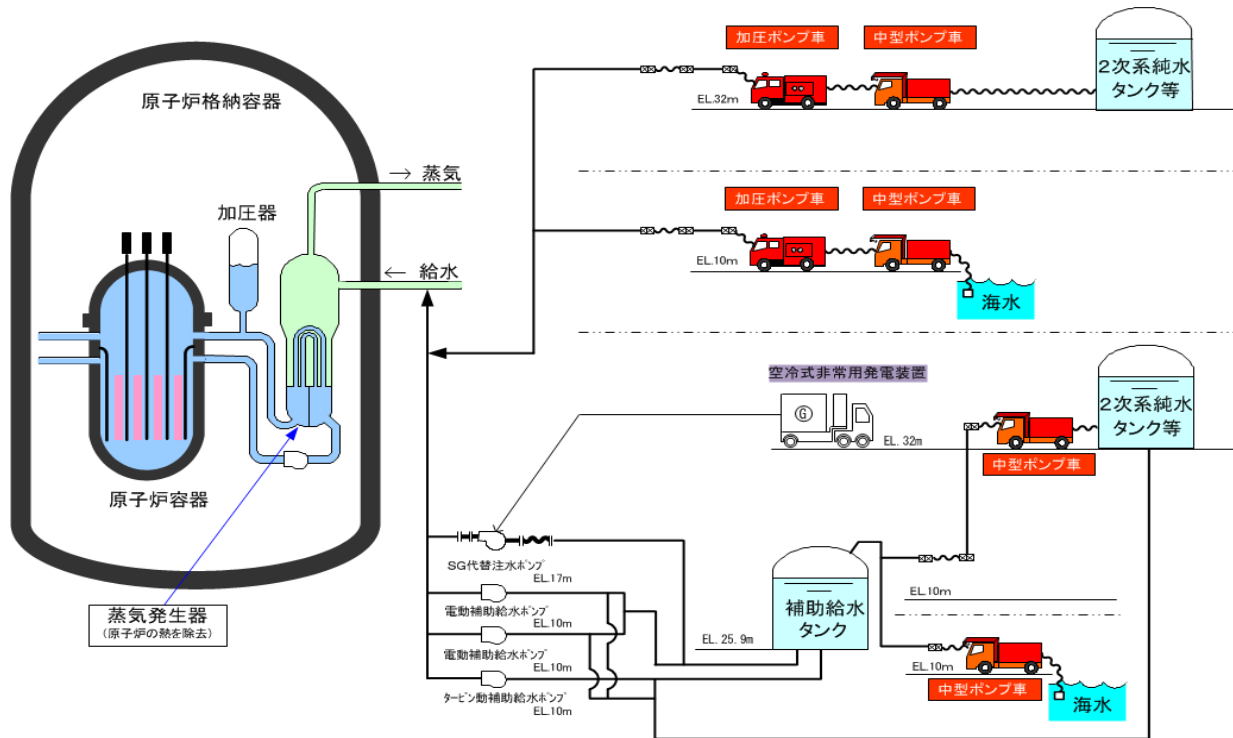 原子炉格納容器
加圧器
→ 蒸気
← 給水
原子炉容器
蒸気発生器
(原子炉の熱を除去)
加圧ポンプ車
中型ポンプ車
2次系純水
タンク等
EL.32m
加圧ポンプ車
中型ポンプ車
EL.10m
海水
空冷式非常用発電装置
G
EL.32m
中型ポンプ車
2次系純水
タンク等
SG代替注水ポンプ
EL.17m
電動補助給水ポンプ
EL.10m
電動補助給水ポンプ
EL.10m
タービン動補助給水ポンプ
EL.10m
EL.25.9m
補助給水
タンク
EL.10m
EL.10m
中型ポンプ車
海水